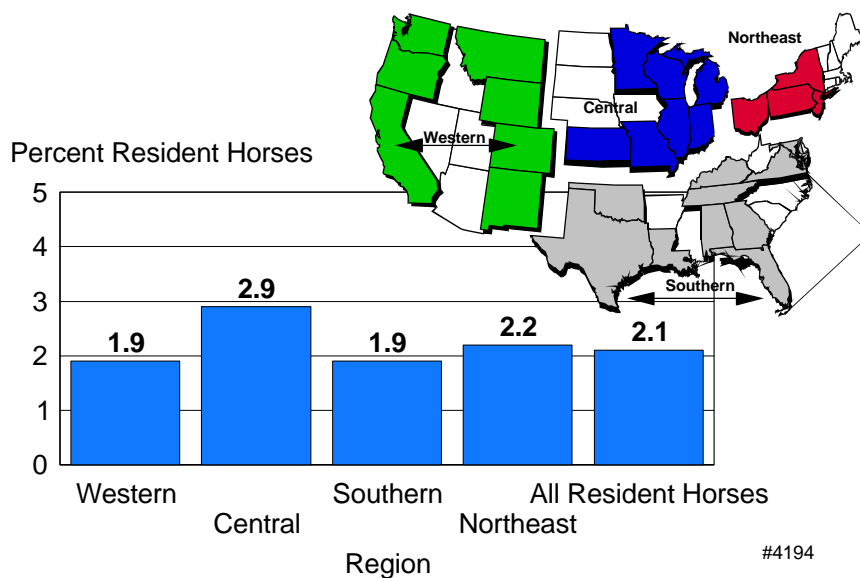 Northeast
Central
Western
Southern
Percent Resident Horses
5
4
3
2
1
0
1.9
2.9
1.9
2.2
2.1
Western
Central
Southern
Northeast
All Resident Horses
Region
#4194